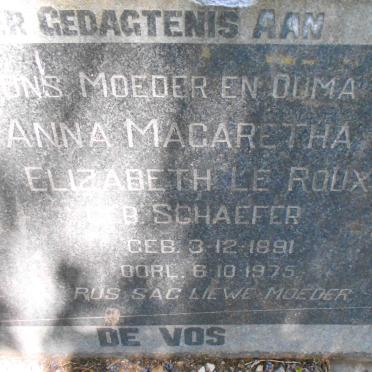 R GEDAGTENIS AAN
ONS MOEDER EN OUMA
ANNA MAGARETHA
ELIZABETH LE ROUX
GEB SCHAEFER
GEB. 3-12-1891
OORL. 6-10-1975
RUS SAG LIEWE MOEDER
DE VOS